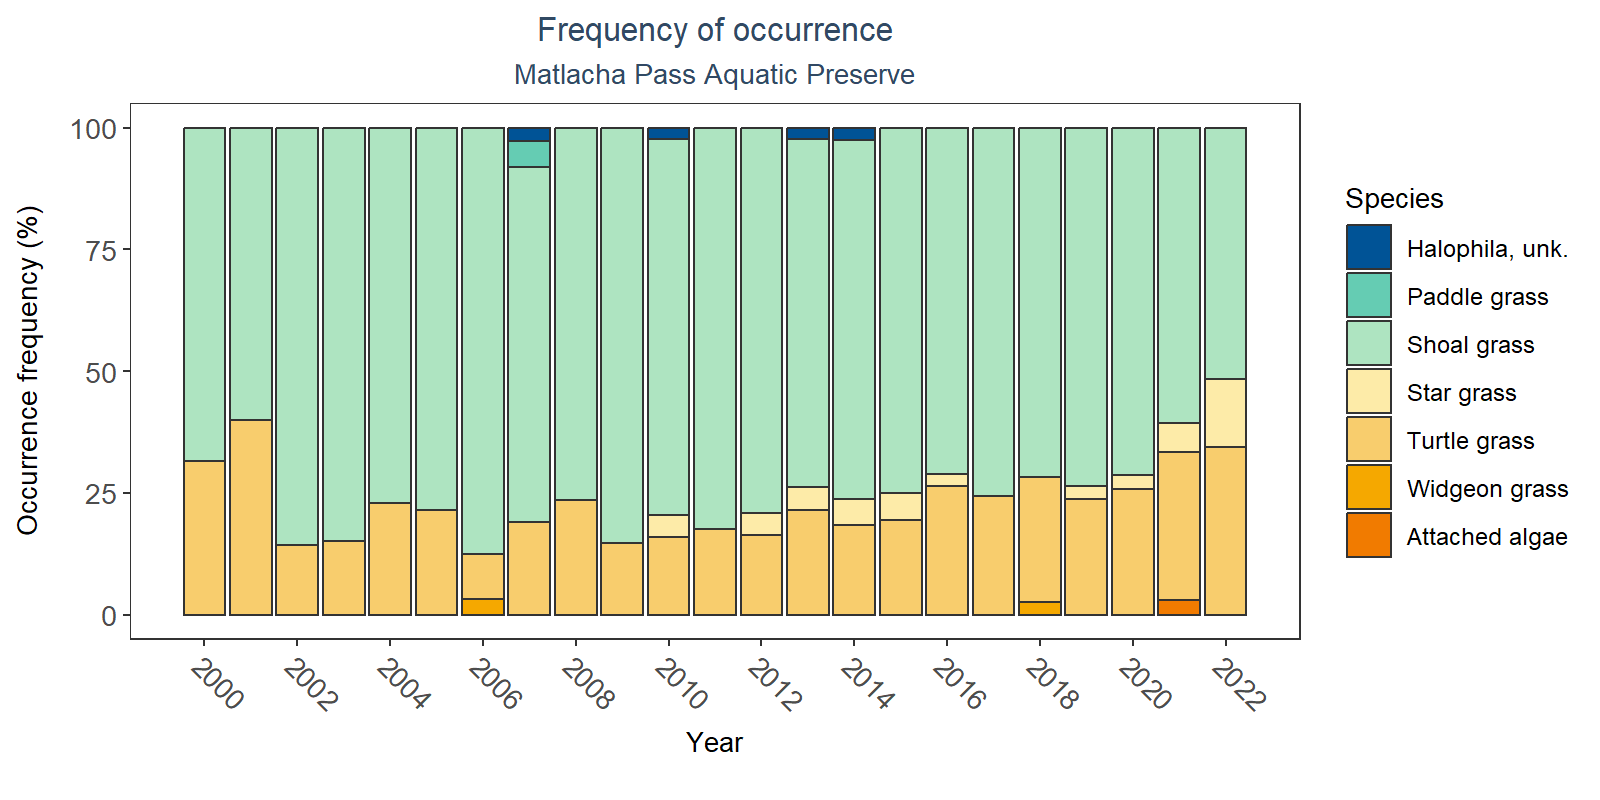 Frequency of occurrence
Matlacha Pass Aquatic Preserve
Occurrence frequency (%)
100
75
50
25
0
2000
2002
2004
2006
2008
2010
2012
2014
2016
2018
2020
2022
Year
Species
Halophila, unk.
Paddle grass
Shoal grass
Star grass
Turtle grass
Widgeon grass
Attached algae